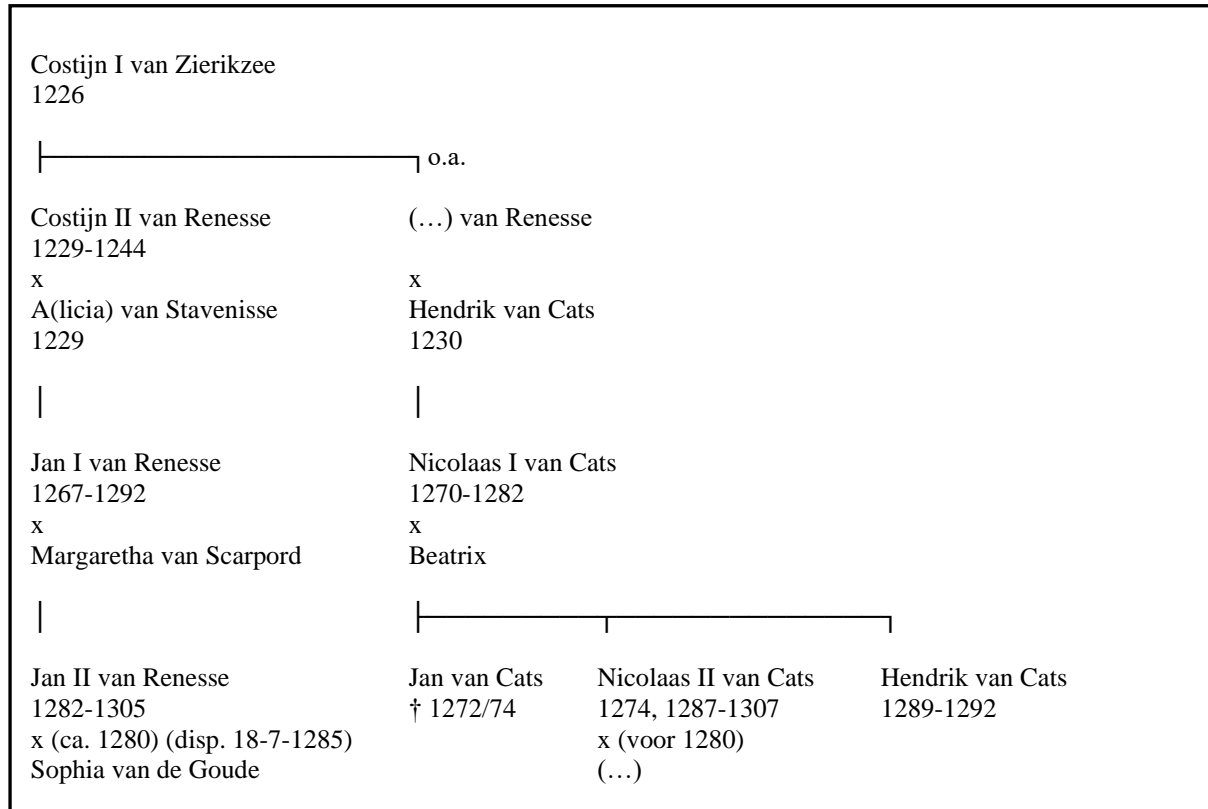 Costijn I van Zierikzee
1226
o.a.
Costijn II van Renesse (…) van Renesse
1229-1244
x x
A(licia) van Stavenisse Hendrik van Cats
1229 1230
Jan I van Renesse Nicolaas I van Cats
1267-1292 1270-1282
x x
Margaretha van Scarpord Beatrix
Jan II van Renesse Jan van Cats Nicolaas II van Cats Hendrik van Cats
1282-1305 † 1272/74 1274, 1287-1307 1289-1292
x (ca. 1280) (disp. 18-7-1285) x (voor 1280)
Sophia van de Goude (…)